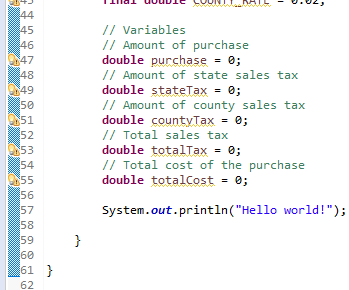 43 final double COUNTY_RATE = 0.02;
44
45 // Variables
46 // Amount of purchase
47 double purchase = 0;
48 // Amount of state sales tax
49 double stateTax = 0;
50 // Amount of county sales tax
51 double countyTax = 0;
52 // Total sales tax
53 double totalTax = 0;
54 // Total cost of the purchase
55 double totalCost = 0;
56
57 System.out.println("Hello world!");
58
59 }
60
61 }
62